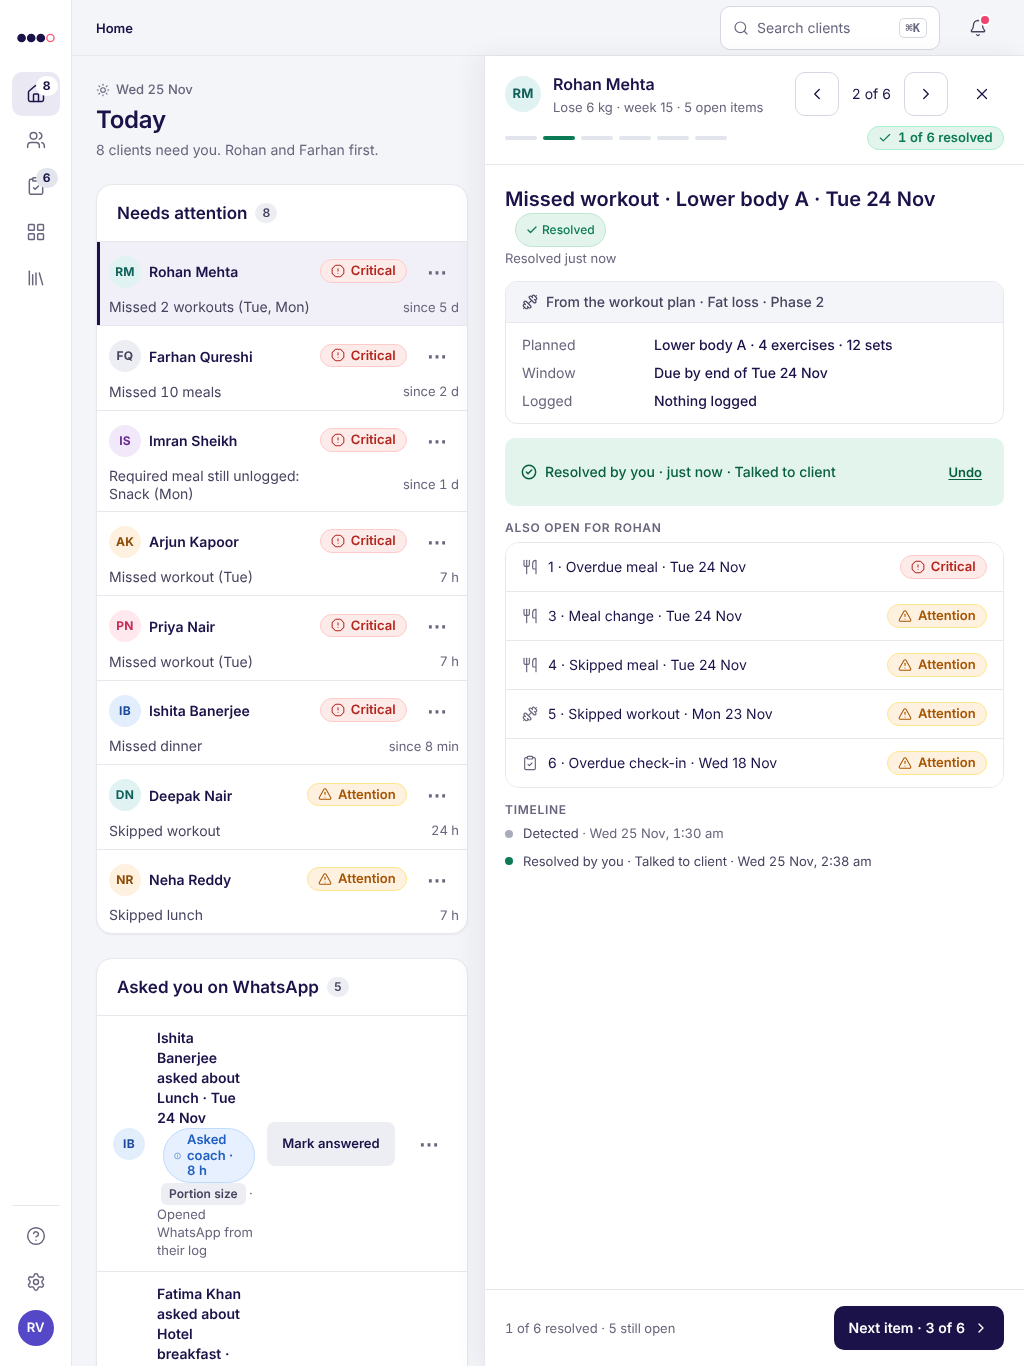 Home
Search clients
⌘K
8
6
RV
Wed 25 Nov
Today
8 clients need you. Rohan and Farhan first.
Needs attention 8
RM Rohan Mehta Critical
Missed 2 workouts (Tue, Mon) since 5 d
FQ Farhan Qureshi Critical
Missed 10 meals since 2 d
IS Imran Sheikh Critical
Required meal still unlogged:
Snack (Mon) since 1 d
AK Arjun Kapoor Critical
Missed workout (Tue) 7 h
PN Priya Nair Critical
Missed workout (Tue) 7 h
IB Ishita Banerjee Critical
Missed dinner since 8 min
DN Deepak Nair Attention
Skipped workout 24 h
NR Neha Reddy Attention
Skipped lunch 7 h
Asked you on WhatsApp 5
IB
Ishita
Banerjee
asked about
Lunch · Tue
24 Nov
Asked
coach ·
8 h
Portion size ·
Opened
WhatsApp from
their log
Mark answered
Fatima Khan
asked about
Hotel
breakfast ·
RM Rohan Mehta
Lose 6 kg · week 15 · 5 open items
2 of 6
1 of 6 resolved
Missed workout · Lower body A · Tue 24 Nov
Resolved
Resolved just now
From the workout plan · Fat loss · Phase 2
Planned Lower body A · 4 exercises · 12 sets
Window Due by end of Tue 24 Nov
Logged Nothing logged
Resolved by you · just now · Talked to client Undo
ALSO OPEN FOR ROHAN
1 · Overdue meal · Tue 24 Nov Critical
3 · Meal change · Tue 24 Nov Attention
4 · Skipped meal · Tue 24 Nov Attention
5 · Skipped workout · Mon 23 Nov Attention
6 · Overdue check-in · Wed 18 Nov Attention
TIMELINE
Detected · Wed 25 Nov, 1:30 am
Resolved by you · Talked to client · Wed 25 Nov, 2:38 am
1 of 6 resolved · 5 still open
Next item · 3 of 6